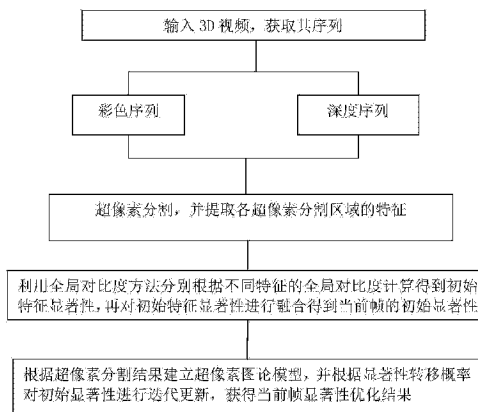 输入3D视频，获取其序列
彩色序列
深度序列
超像素分割，并提取各超像素分割区域的特征
利用全局对比度方法分别根据不同特征的全局对比度计算得到初始
特征显著性，再对初始特征显著性进行融合得到当前帧的初始显著性
根据超像素分割结果建立超像素图论模型，并根据显著性转移概率
对初始显著性进行迭代更新，获得当前帧显著性优化结果